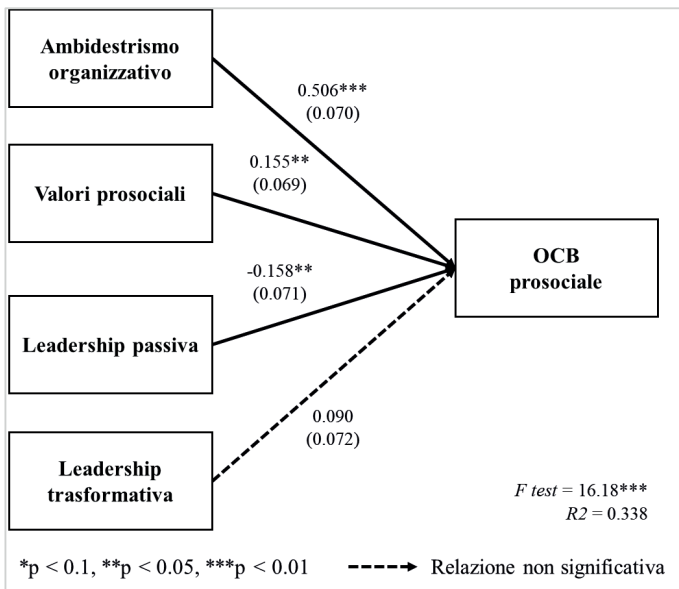 Ambidestrismo
organizzativo
0.506***
(0.070)
Valori prosociali
0.155**
(0.069)
OCB
prosociale
-0.158**
(0.071)
Leadership passiva
0.090
(0.072)
Leadership
trasformativa
F test = 16.18***
R2 = 0.338
*p < 0.1, **p < 0.05, ***p < 0.01
Relazione non significativa